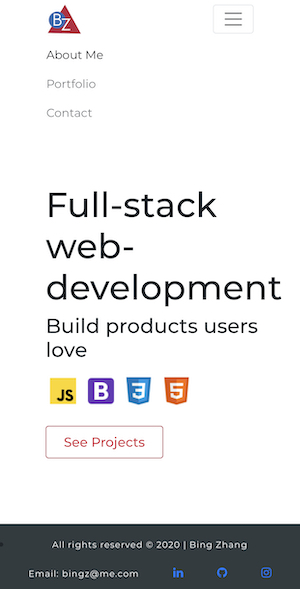 BZ
About Me
Portfolio
Contact
Full-stack
web-
development
Build products users
love
JS B 3 5
See Projects
All rights reserved © 2020 | Bing Zhang
Email: bingz@me.com in